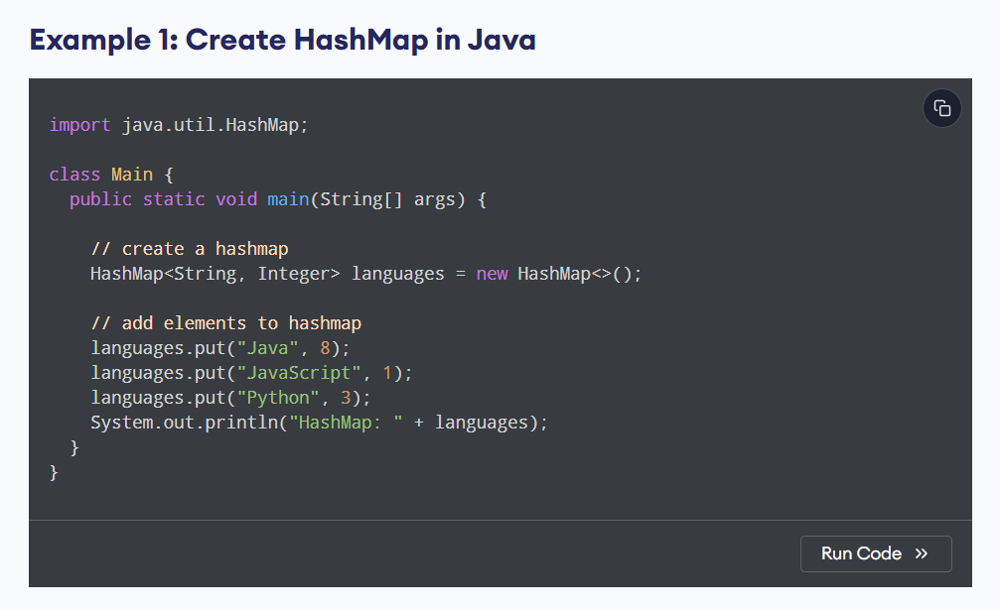 Example 1: Create HashMap in Java
import java.util.HashMap;
class Main {
public static void main(String[] args) {
// create a hashmap
HashMap<String, Integer> languages = new HashMap<>();
// add elements to hashmap
languages.put("Java", 8);
languages.put("JavaScript", 1);
languages.put("Python", 3);
System.out.println("HashMap: " + languages);
}
}
Run Code »